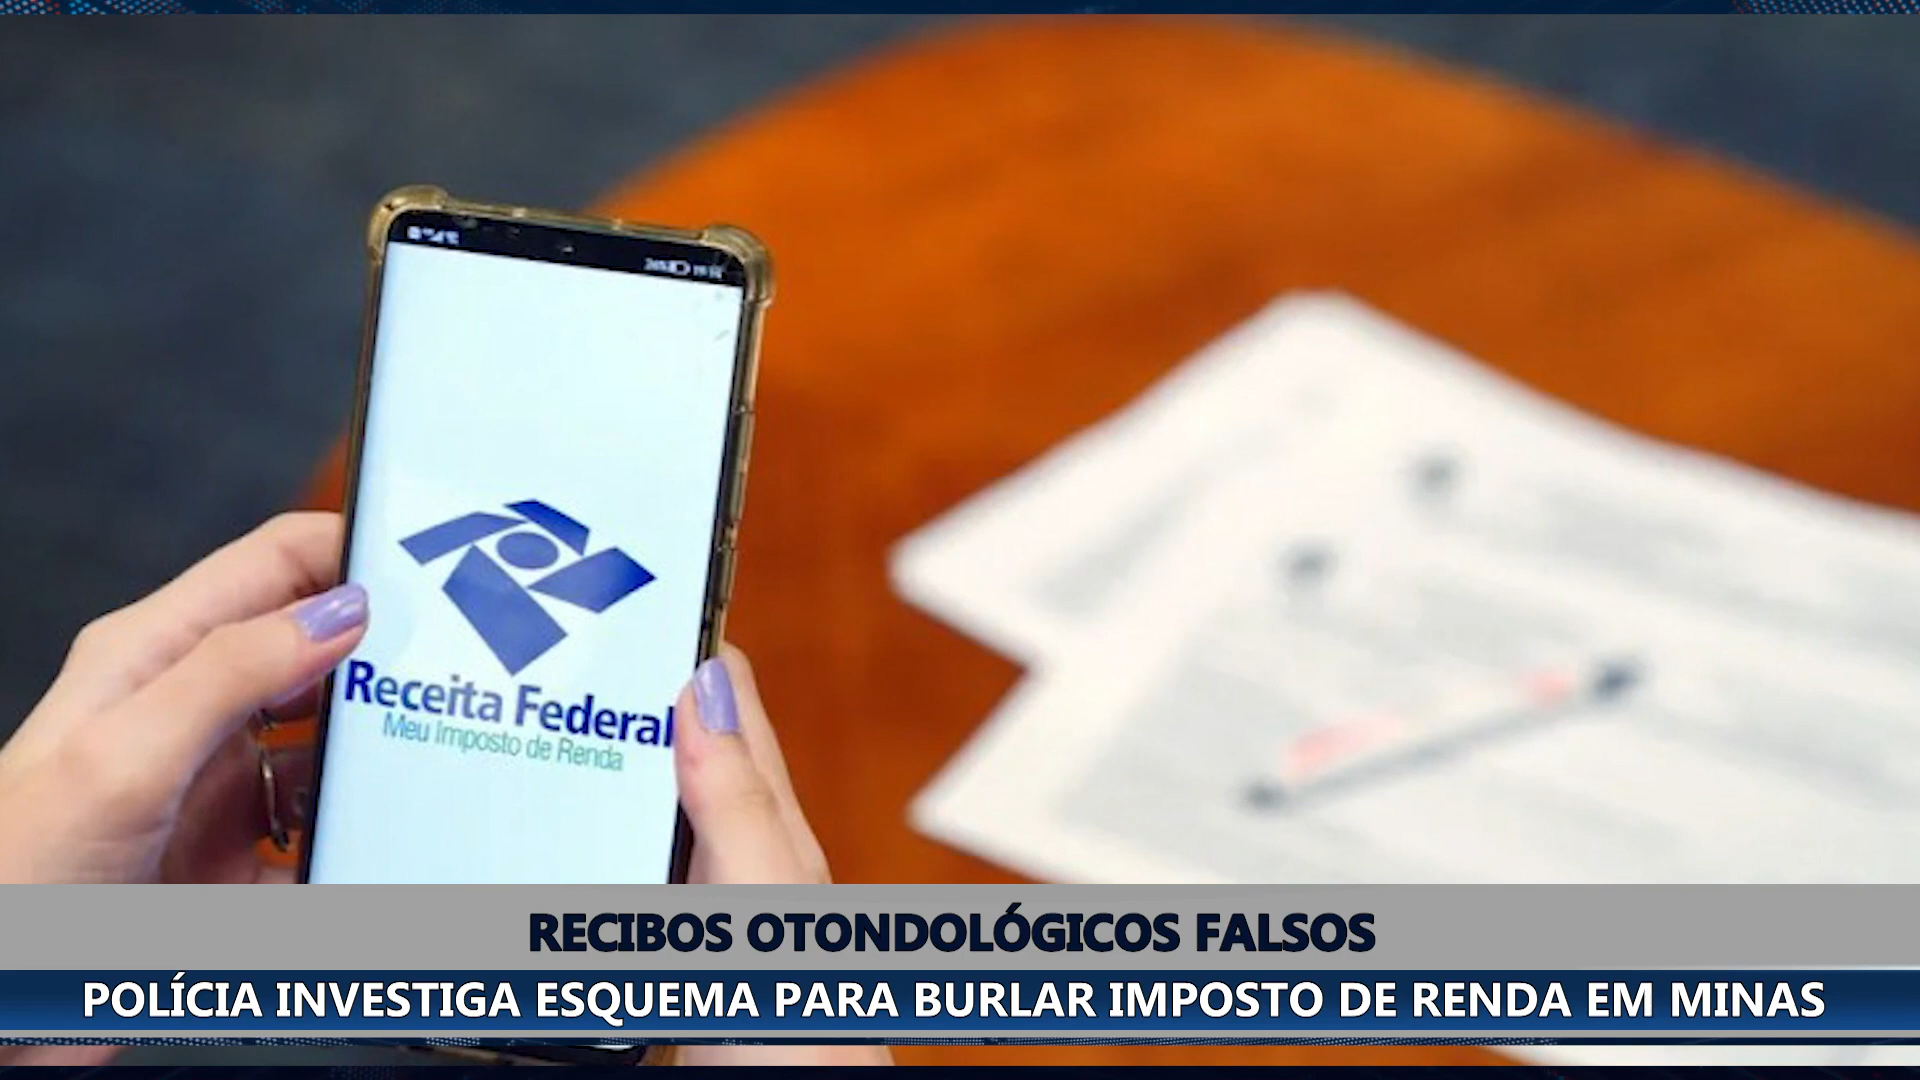 Receita Federal
Meu Imposto de Renda
RECIBOS OTONDOLÓGICOS FALSOS
POLÍCIA INVESTIGA ESQUEMA PARA BURLAR IMPOSTO DE RENDA EM MINAS